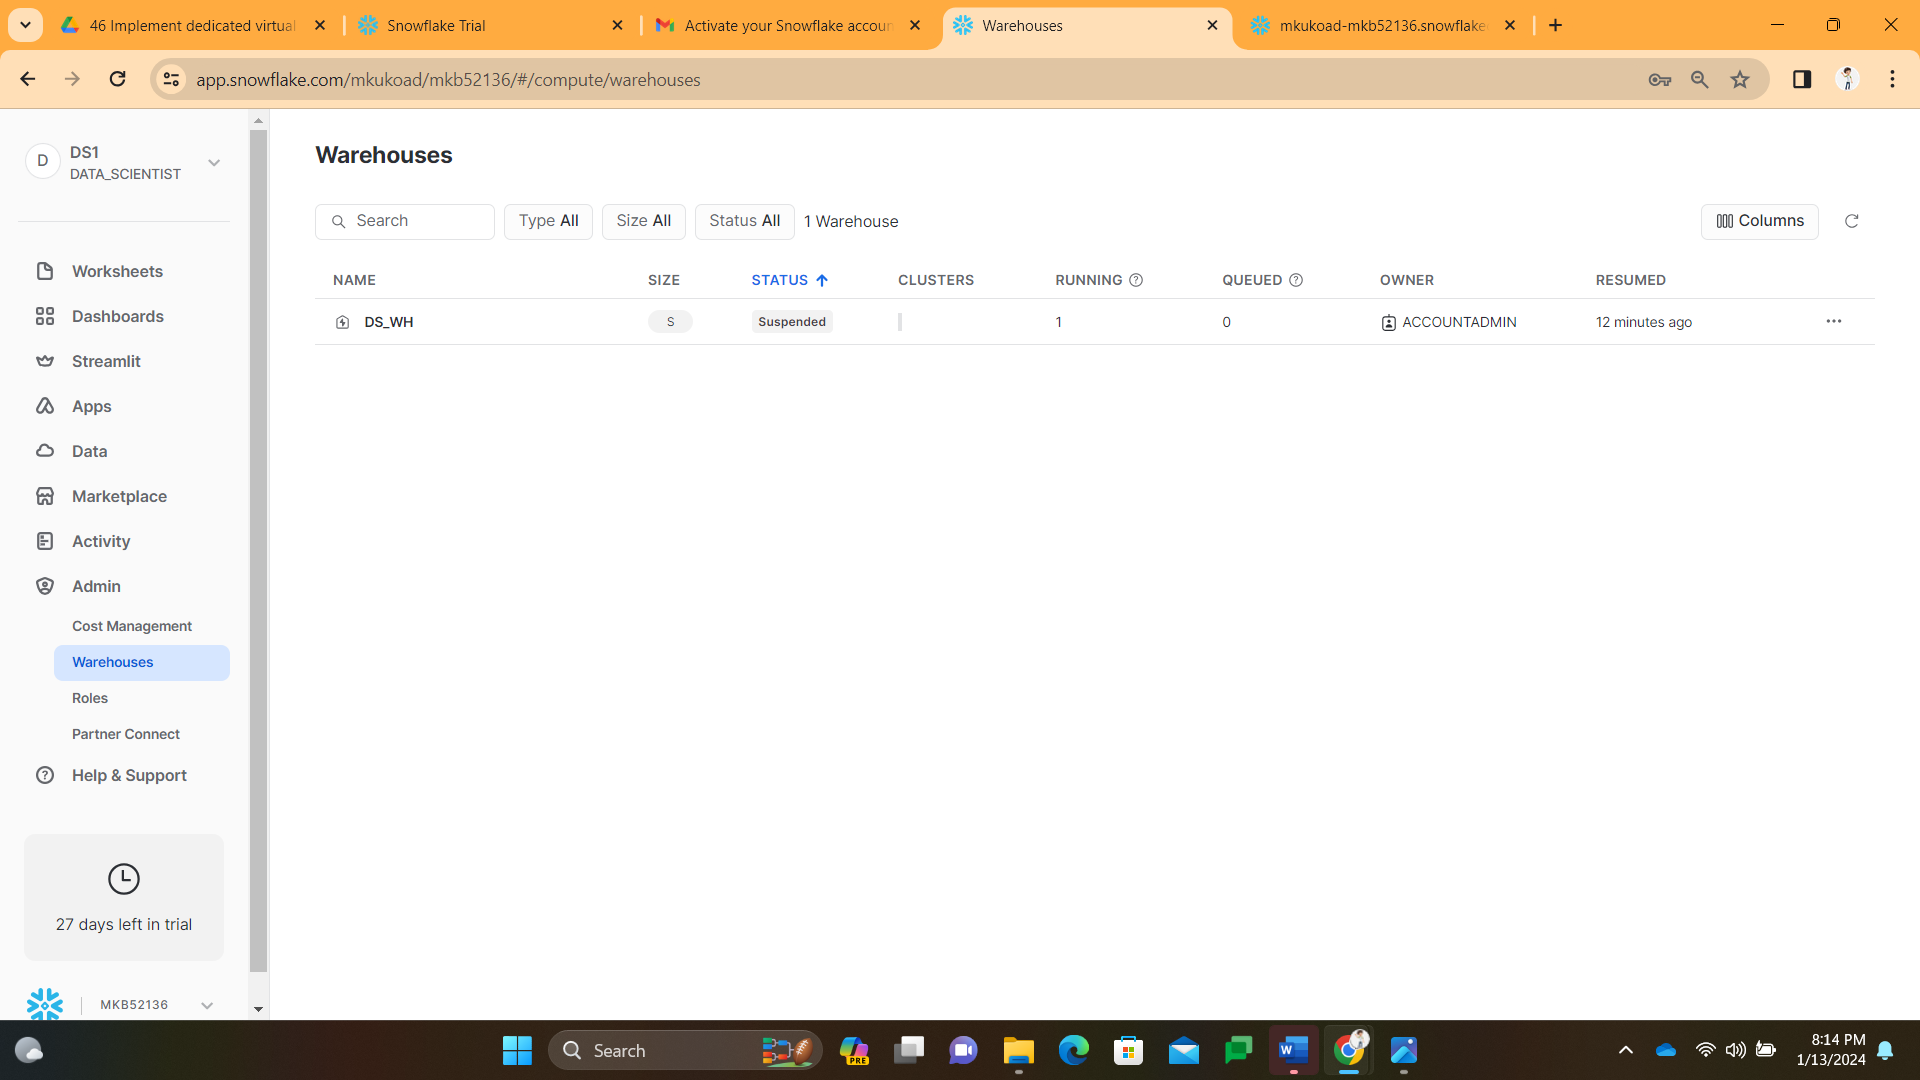 46 Implement dedicated virtual
Snowflake Trial
Activate your Snowflake accoun
Warehouses
mkukoad-mkb52136.snowflake
app.snowflake.com/mkukoad/mkb52136/#/compute/warehouses
D
DS1
DATA_SCIENTIST
Worksheets
Dashboards
Streamlit
Apps
Data
Marketplace
Activity
Admin
Cost Management
Warehouses
Roles
Partner Connect
Help & Support
27 days left in trial
MKB52136
Warehouses
Search
Type All
Size All
Status All
1 Warehouse
Columns
NAME SIZE STATUS CLUSTERS RUNNING QUEUED OWNER RESUMED
DS_WH S Suspended 1 0 ACCOUNTADMIN 12 minutes ago
Search
PRE
W
8:14 PM
1/13/2024